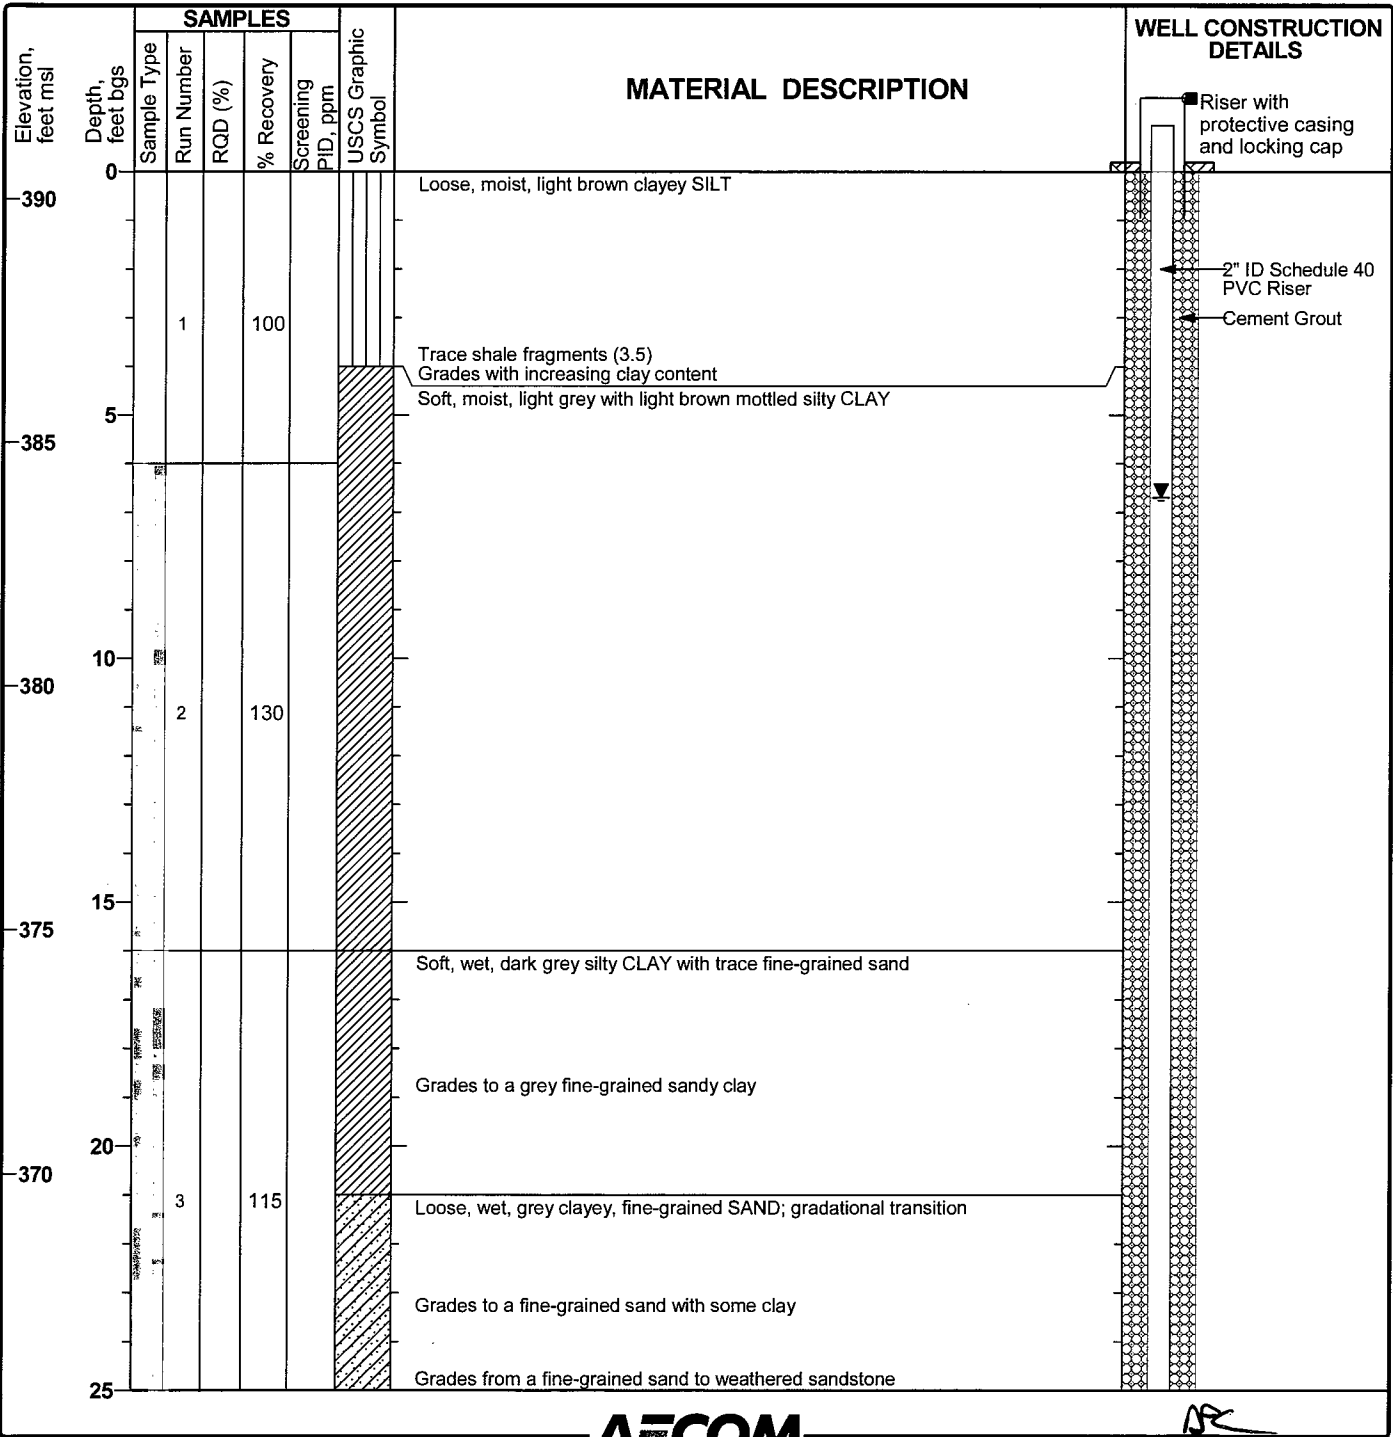 SAMPLES
Elevation,
feet msl
Depth,
feet bgs
Sample Type
Run Number
RQD (%)
% Recovery
Screening
PID, ppm
USCS Graphic
Symbol
MATERIAL DESCRIPTION
WELL CONSTRUCTION
DETAILS
Riser with
protective casing
and locking cap
0
Loose, moist, light brown clayey SILT
390
2" ID Schedule 40
PVC Riser
1
100
Cement Grout
Trace shale fragments (3.5)
Grades with increasing clay content
Soft, moist, light grey with light brown mottled silty CLAY
5
385
10
380
2
130
15
375
Soft, wet, dark grey silty CLAY with trace fine-grained sand
Grades to a grey fine-grained sandy clay
20
370
3
115
Loose, wet, grey clayey, fine-grained SAND; gradational transition
Grades to a fine-grained sand with some clay
Grades from a fine-grained sand to weathered sandstone
25
AECOM